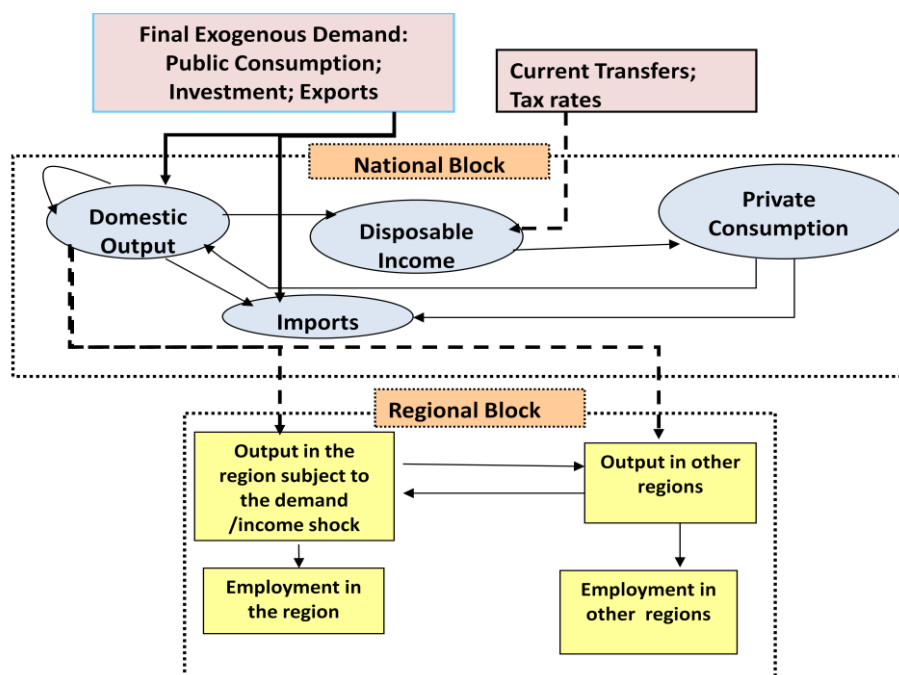 Final Exogenous Demand:
Public Consumption;
Investment; Exports
Current Transfers;
Tax rates
National Block
Domestic
Output
Disposable
Income
Private
Consumption
Imports
Regional Block
Output in the
region subject to
the demand
/income shock
Output in other
regions
Employment in
the region
Employment in
other regions